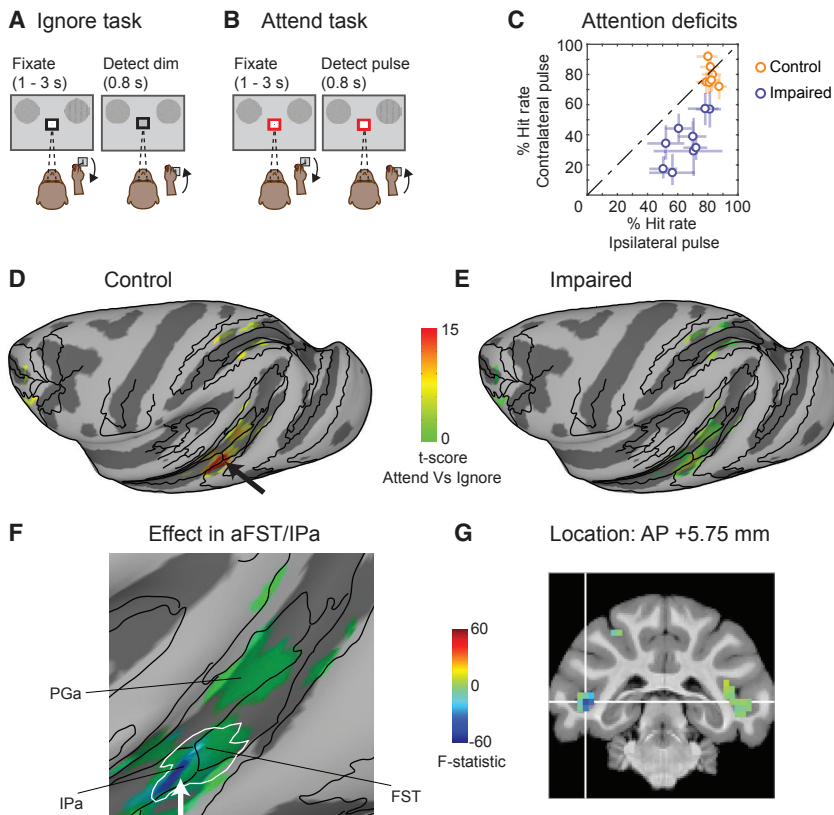 A Ignore task
Fixate
(1 - 3 s)
Detect dim
(0.8 s)
B Attend task
Fixate
(1 - 3 s)
Detect pulse
(0.8 s)
C Attention deficits
% Hit rate
Contralateral pulse
100
80
60
40
20
0 20 40 60 80 100
% Hit rate
Ipsilateral pulse
Control
Impaired
D Control
15
0
t-score
Attend Vs Ignore
E Impaired
F Effect in aFST/IPa
PGa
IPa
FST
60
0
-60
F-statistic
G Location: AP +5.75 mm